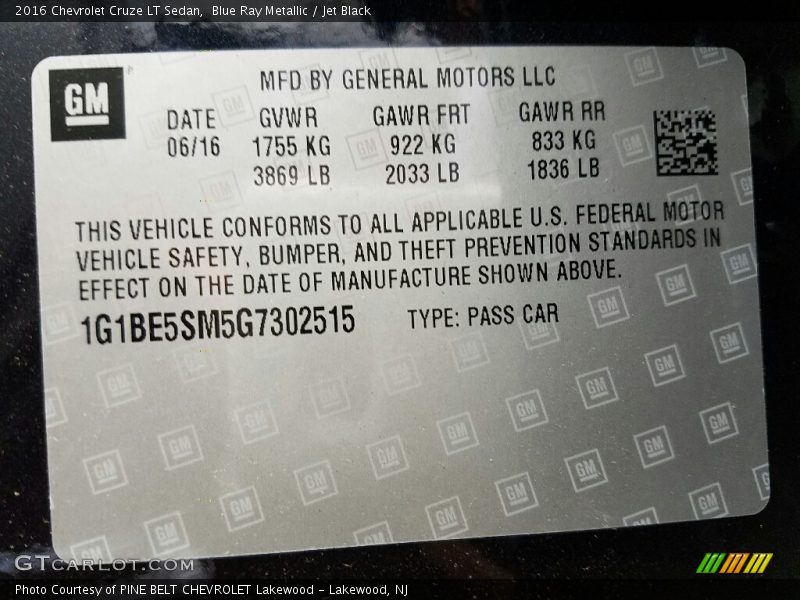 2016 Chevrolet Cruze LT Sedan,  Blue Ray Metallic / Jet Black
GM
MFD BY GENERAL MOTORS LLC
DATE GVWR GAWR FRT GAWR RR
06/16 1755 KG 922 KG 833 KG
3869 LB 2033 LB 1836 LB
THIS VEHICLE CONFORMS TO ALL APPLICABLE U.S. FEDERAL MOTOR
VEHICLE SAFETY, BUMPER, AND THEFT PREVENTION STANDARDS IN
EFFECT ON THE DATE OF MANUFACTURE SHOWN ABOVE.
1G1BE5SM5G7302515 TYPE: PASS CAR
GTCARLOT.COM
Photo Courtesy of PINE BELT CHEVROLET Lakewood - Lakewood, NJ